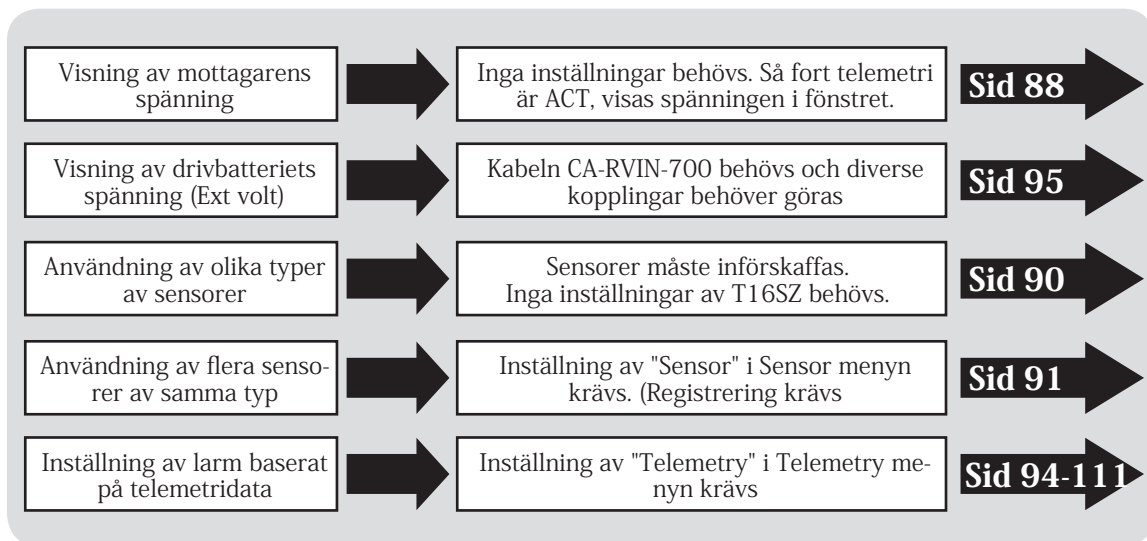 Visning av mottagarens
spänning
Inga inställningar behövs. Så fort telemetri
är ACT, visas spänningen i fönstret.
Sid 88
Visning av drivbatteriets
spänning (Ext volt)
Kabeln CA-RVIN-700 behövs och diverse
kopplingar behöver göras
Sid 95
Användning av olika typer
av sensorer
Sensorer måste införskaffas.
Inga inställningar av T16SZ behövs.
Sid 90
Användning av flera senso-
rer av samma typ
Inställning av "Sensor" i Sensor menyn
krävs. (Registrering krävs
Sid 91
Inställning av larm baserat
på telemetridata
Inställning av "Telemetry" i Telemetry me-
nyn krävs
Sid 94-111